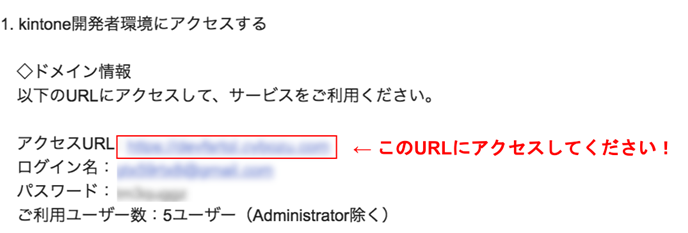 1. kintone開発者環境にアクセスする
◇ドメイン情報
以下のURLにアクセスして、サービスをご利用ください。
アクセスURL ← このURLにアクセスしてください！
ログイン名：
パスワード：
ご利用ユーザー数：5ユーザー（Administrator除く）